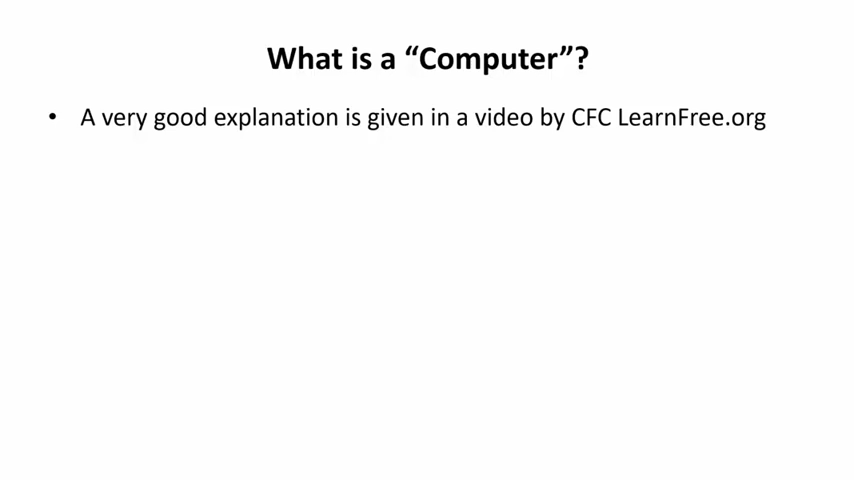 What is a “Computer”?
• A very good explanation is given in a video by CFC LearnFree.org